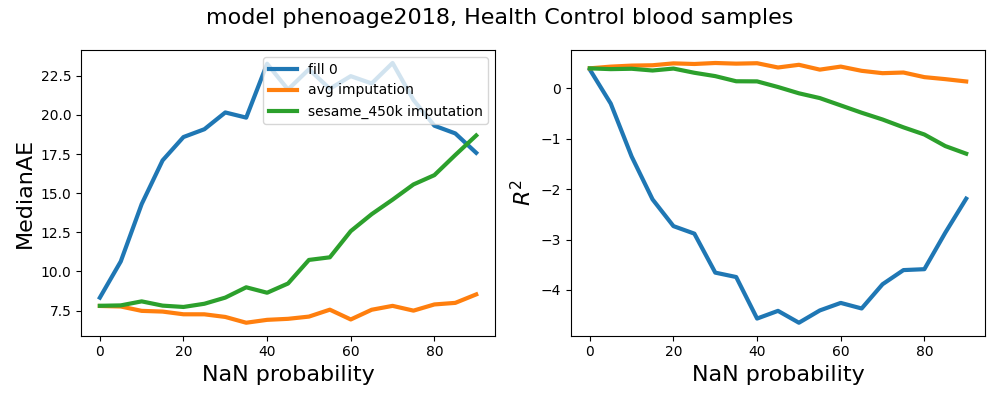 model phenoage2018, Health Control blood samples
MedianAE
22.5
20.0
17.5
15.0
12.5
10.0
7.5
0
20
40
60
80
NaN probability
fill 0
avg imputation
sesame_450k imputation
R²
0
−1
−2
−3
−4
0
20
40
60
80
NaN probability